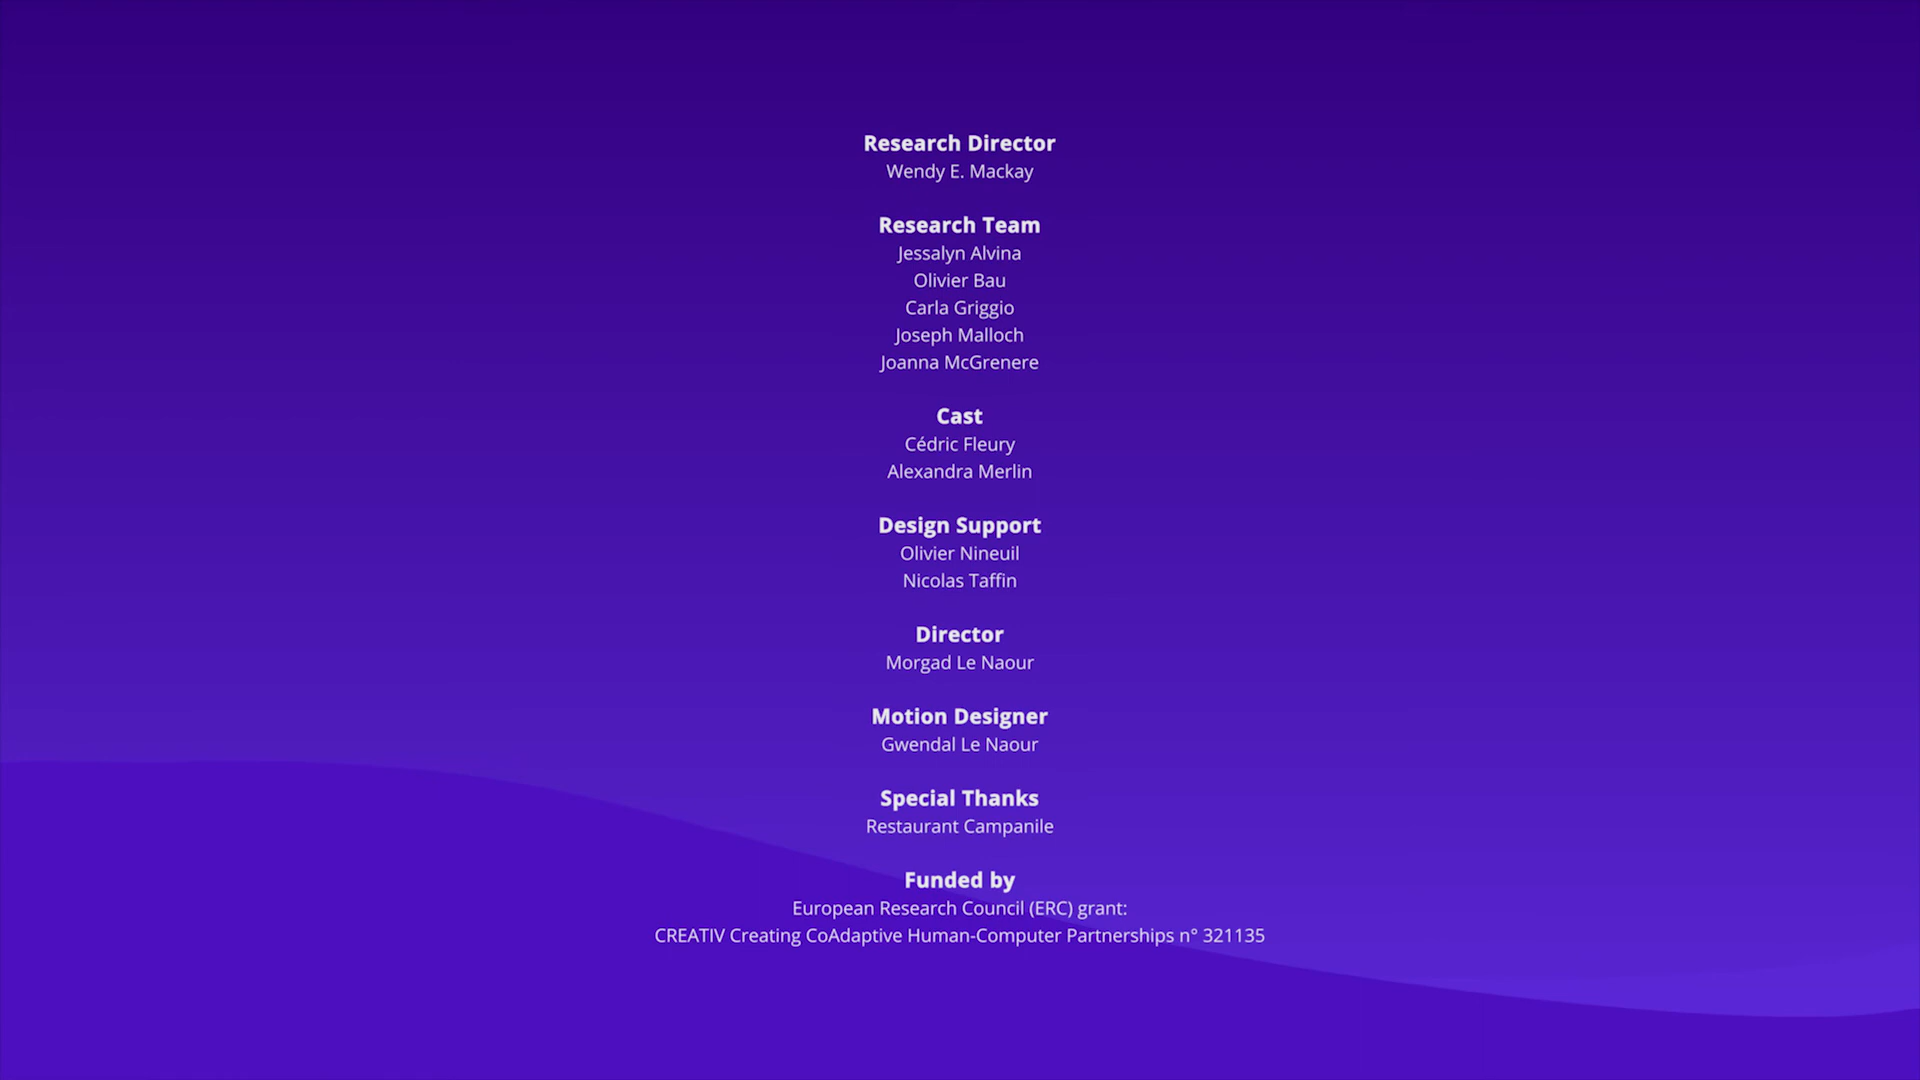 Research Director
Wendy E. Mackay
Research Team
Jessalyn Alvina
Olivier Bau
Carla Griggio
Joseph Malloch
Joanna McGrenere
Cast
Cédric Fleury
Alexandra Merlin
Design Support
Olivier Nineuil
Nicolas Taffin
Director
Morgad Le Naour
Motion Designer
Gwendal Le Naour
Special Thanks
Restaurant Campanile
Funded by
European Research Council (ERC) grant:
CREATIV Creating CoAdaptive Human-Computer Partnerships n° 321135